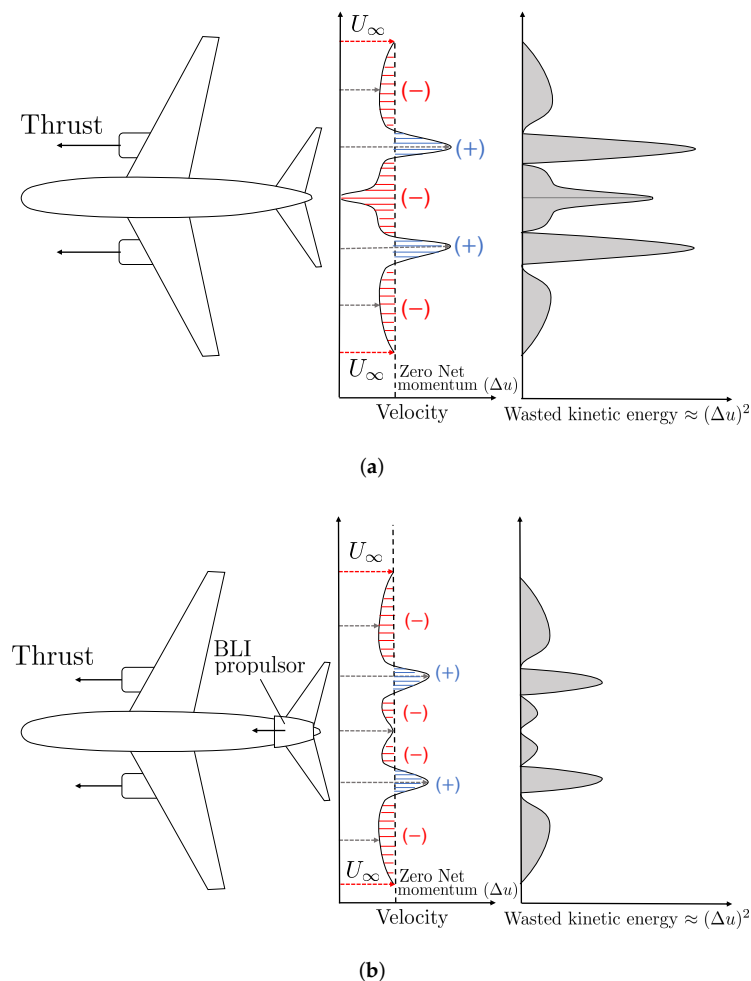 U∞
(−)
Thrust
(+)
(−)
(+)
(−)
U∞
Zero Net
momentum (Δu)
Velocity
Wasted kinetic energy ≈ (Δu)²
(a)
U∞
(−)
BLI
propulsor
Thrust
(+)
(−)
(−)
(+)
(−)
U∞
Zero Net
momentum (Δu)
Velocity
Wasted kinetic energy ≈ (Δu)²
(b)